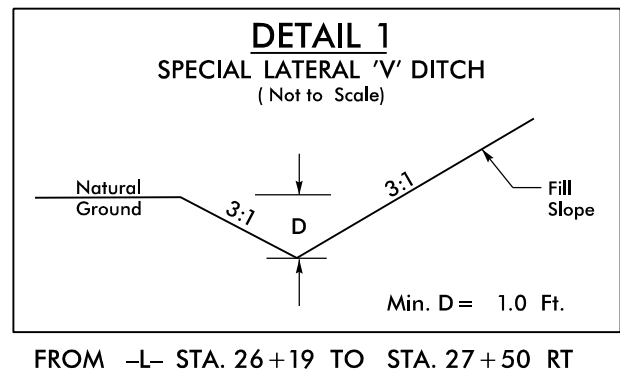 DETAIL 1
SPECIAL LATERAL 'V' DITCH
( Not to Scale)
Natural
Ground
3:1
D
3:1
Fill
Slope
Min. D = 1.0 Ft.
FROM -L- STA. 26+19 TO STA. 27+50 RT